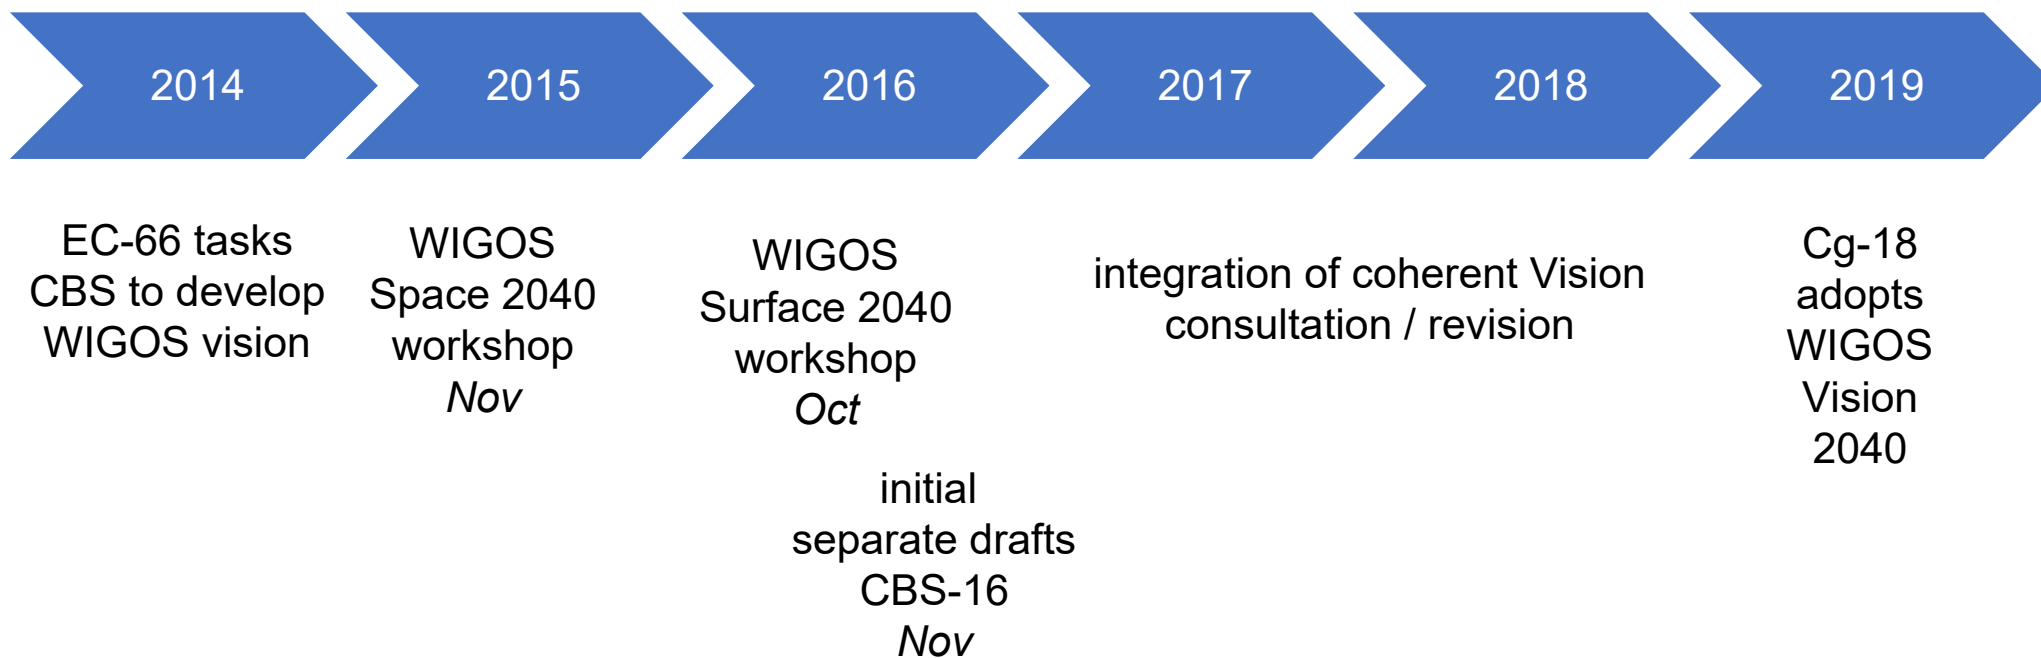 2014
2015
2016
2017
2018
2019
EC-66 tasks
CBS to develop
WIGOS vision
WIGOS
Space 2040
workshop
Nov
WIGOS
Surface 2040
workshop
Oct
initial
separate drafts
CBS-16
Nov
integration of coherent Vision
consultation / revision
Cg-18
adopts
WIGOS
Vision
2040